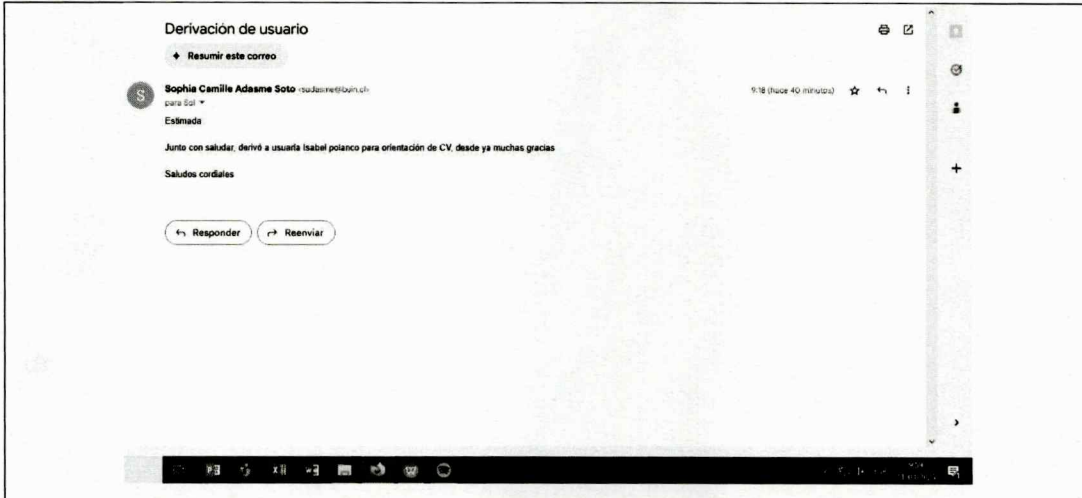 Derivación de usuario
Resumir este correo
Sophia Camille Adasme Soto
9:18 (hace 40 minutos)
para Sol
Estimada
Junto con saludar, derivó a usuaria Isabel polanco para orientación de CV, desde ya muchas gracias
Saludos cordiales
Responder
Reenviar